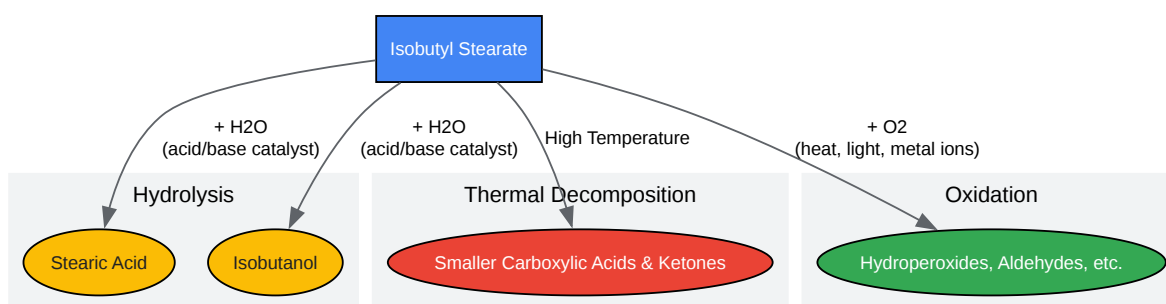 Isobutyl Stearate
+ H2O
(acid/base catalyst)
+ H2O
(acid/base catalyst)
High Temperature
+ O2
(heat, light, metal ions)
Hydrolysis
Thermal Decomposition
Oxidation
Stearic Acid
Isobutanol
Smaller Carboxylic Acids & Ketones
Hydroperoxides, Aldehydes, etc.